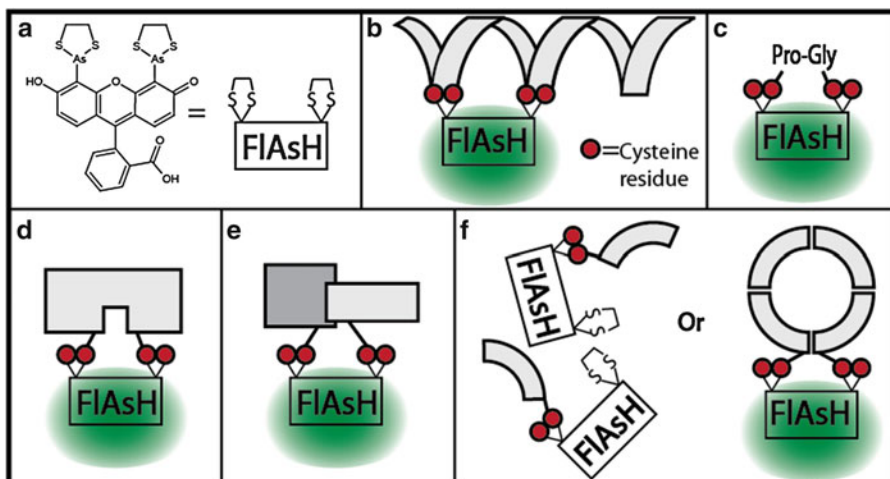 a
S S S S
As As
HO O O
= S S S S
FlAsH
O
OH
b
FlAsH
=Cysteine
residue
c
Pro-Gly
FlAsH
d
FlAsH
e
FlAsH
f
FlAsH
S S
S S
FlAsH
Or
FlAsH